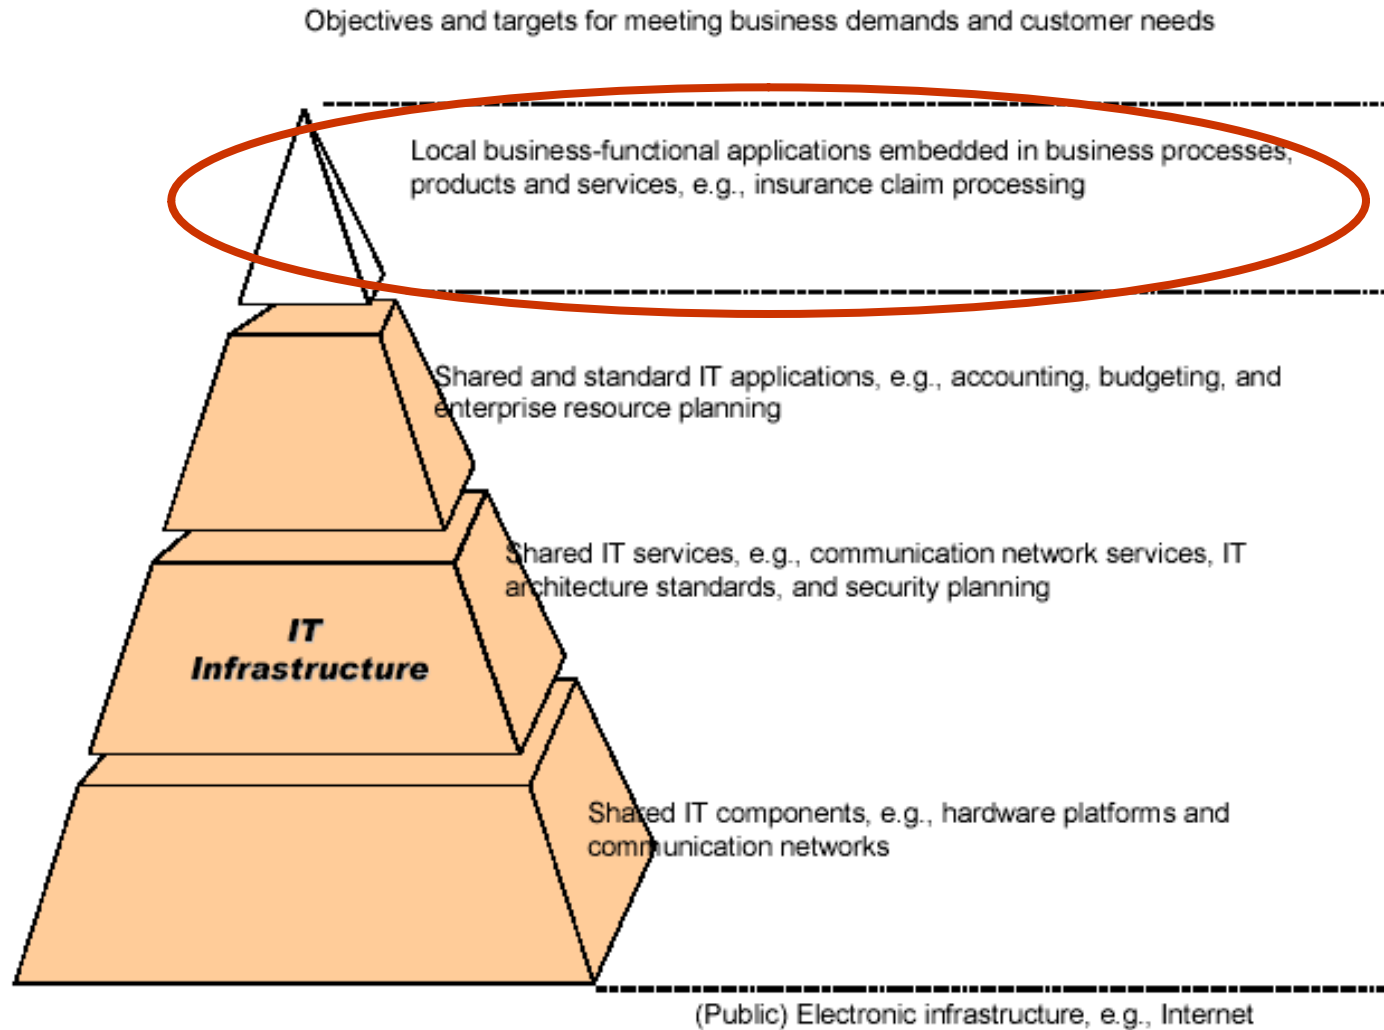 Objectives and targets for meeting business demands and customer needs
Local business-functional applications embedded in business processes,
products and services, e.g., insurance claim processing
Shared and standard IT applications, e.g., accounting, budgeting, and
enterprise resource planning
Shared IT services, e.g., communication network services, IT
architecture standards, and security planning
IT
Infrastructure
Shared IT components, e.g., hardware platforms and
communication networks
(Public) Electronic infrastructure, e.g., Internet